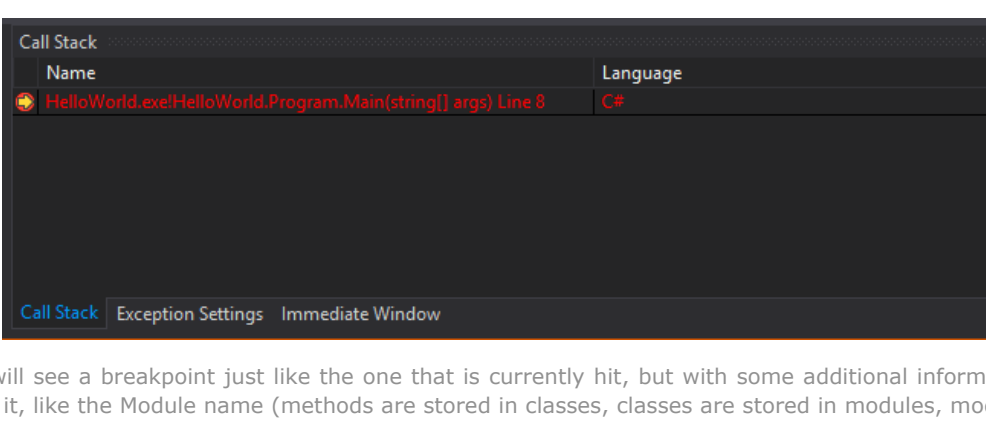 Call Stack
Name Language
HelloWorld.exe!HelloWorld.Program.Main(string[] args) Line 8 C#
Call Stack Exception Settings Immediate Window
will see a breakpoint just like the one that is currently hit, but with some additional
it, like the Module name (methods are stored in classes, classes are stored in modules,